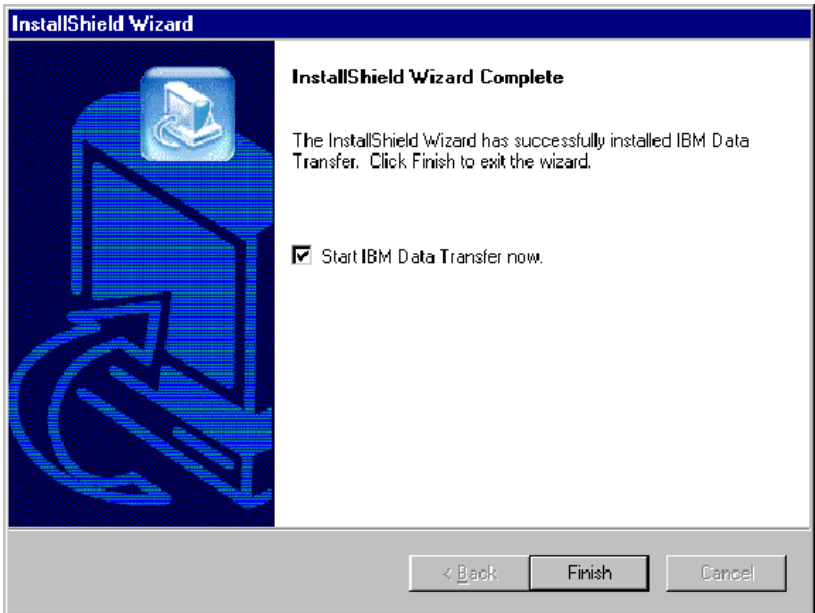 InstallShield Wizard
InstallShield Wizard Complete
The InstallShield Wizard has successfully installed IBM Data
Transfer. Click Finish to exit the wizard.
Start IBM Data Transfer now.
< Back
Finish
Cancel